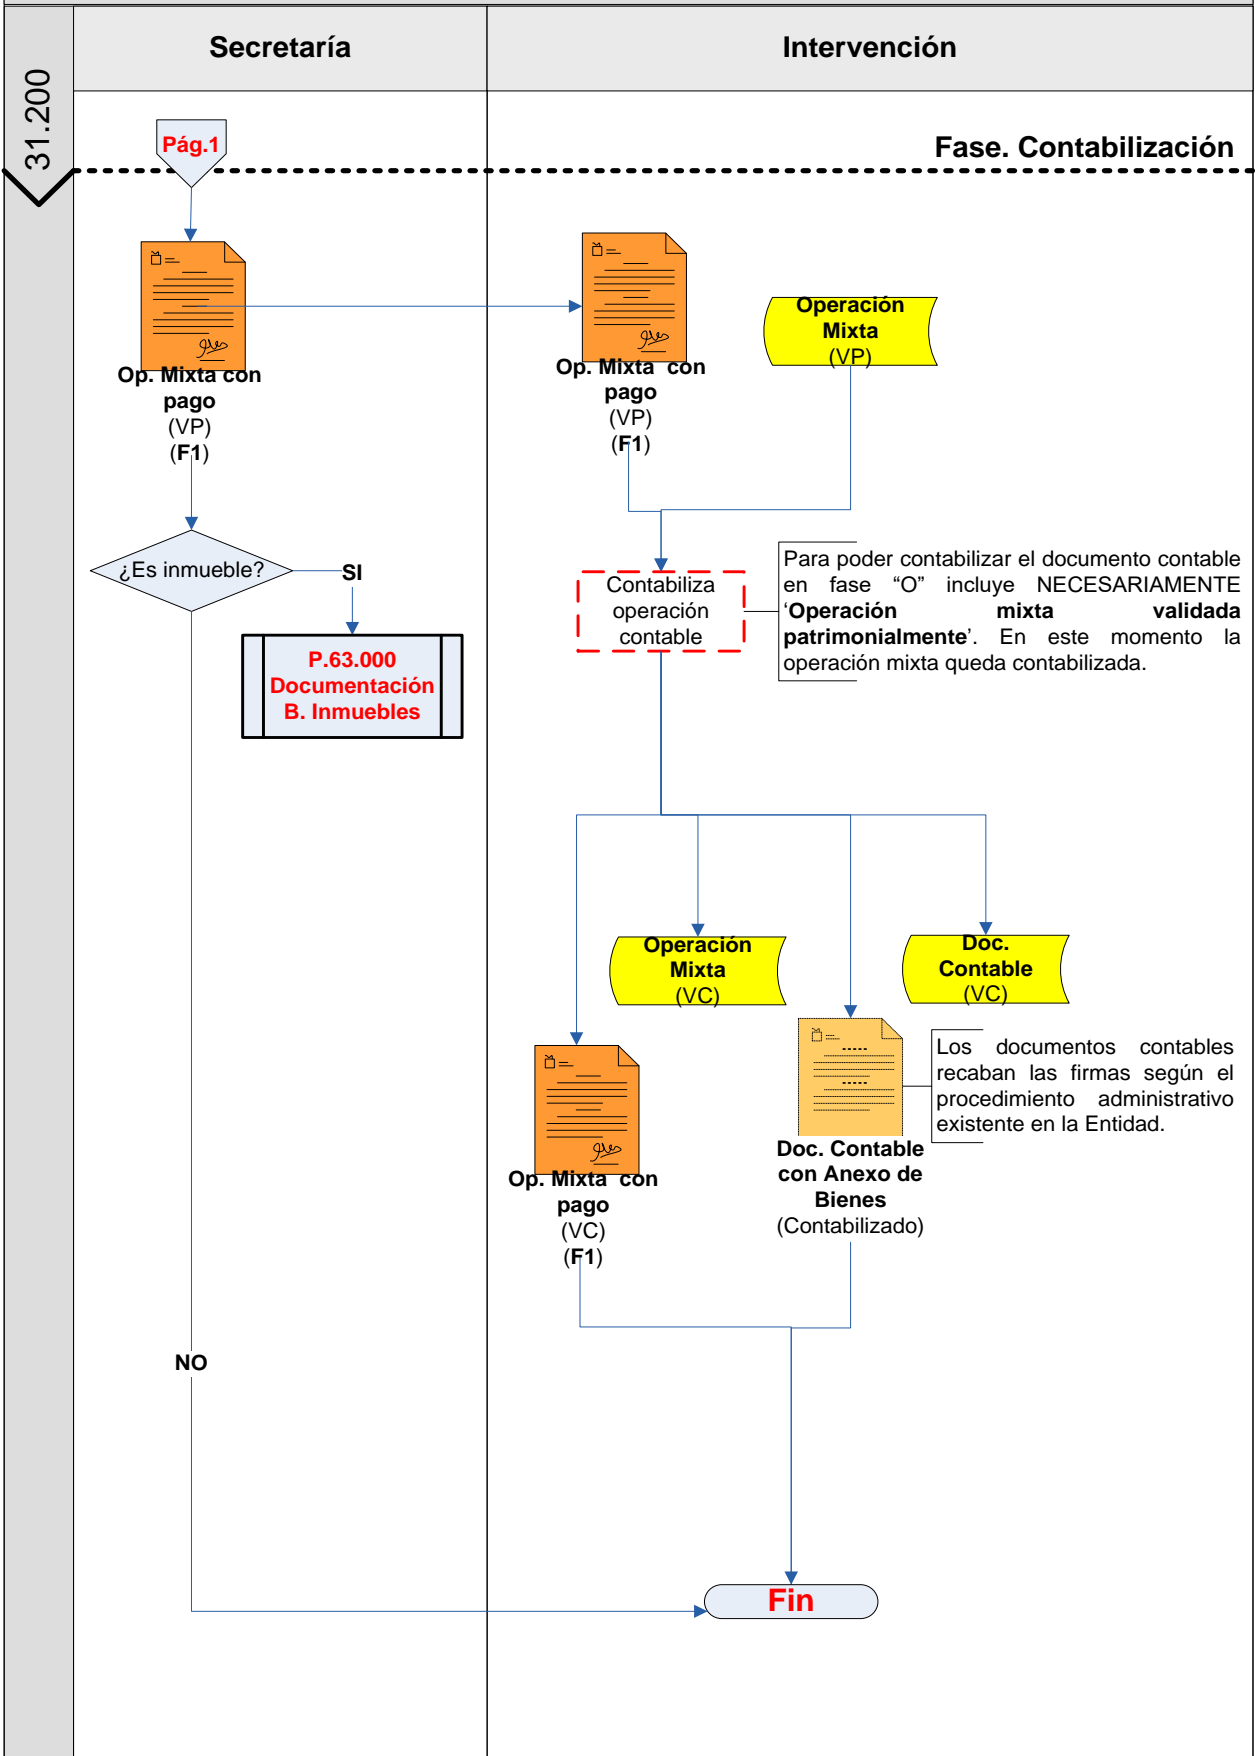 Secretaría
Intervención
31.200
Pág.1
Fase. Contabilización
Op. Mixta con
pago
(VP)
(F1)
Op. Mixta con
pago
(VP)
(F1)
Operación
Mixta
(VP)
¿Es inmueble?
SI
P.63.000
Documentación
B. Inmuebles
Contabiliza
operación
contable
Para poder contabilizar el documento contable
en fase “O” incluye NECESARIAMENTE
‘Operación mixta validada
patrimonialmente’. En este momento la
operación mixta queda contabilizada.
Operación
Mixta
(VC)
Doc.
Contable
(VC)
Los documentos contables
recaban las firmas según el
procedimiento administrativo
existente en la Entidad.
Op. Mixta con
pago
(VC)
(F1)
Doc. Contable
con Anexo de
Bienes
(Contabilizado)
NO
Fin